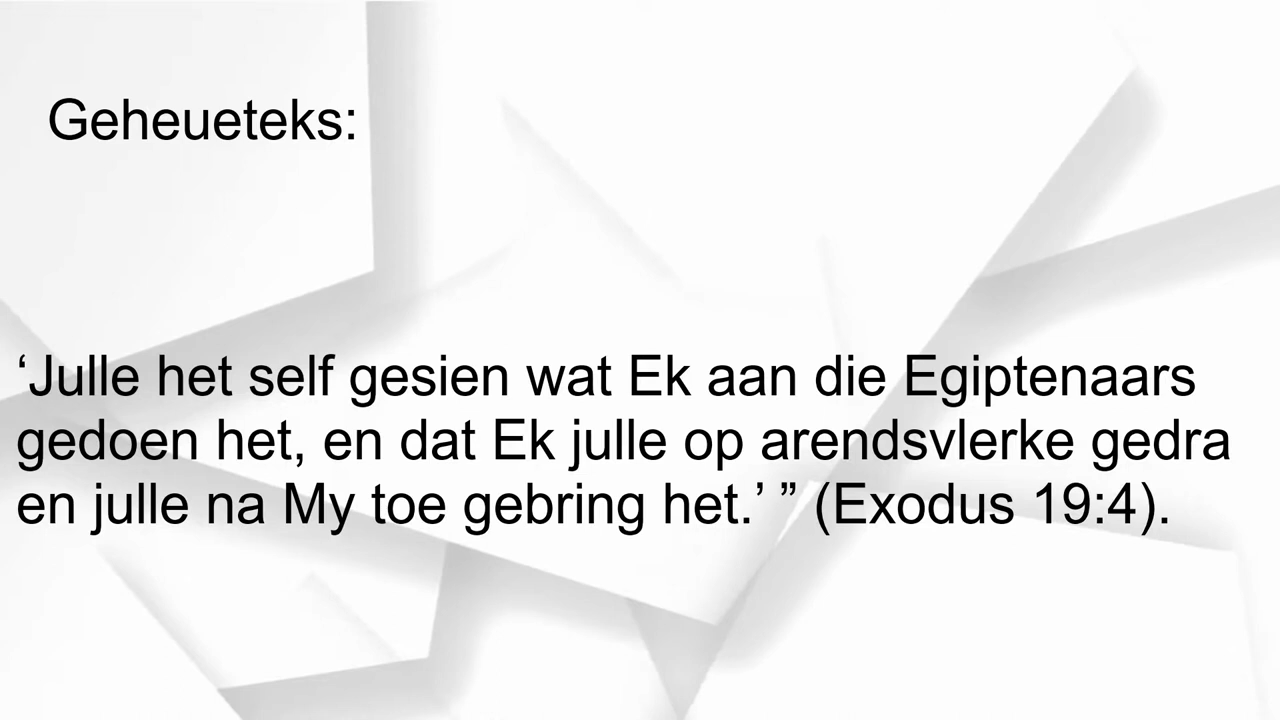 Geheueteks:
‘Julle het self gesien wat Ek aan die Egiptenaars
gedoen het, en dat Ek julle op arendsvlerke gedra
en julle na My toe gebring het.’ ” (Exodus 19:4).